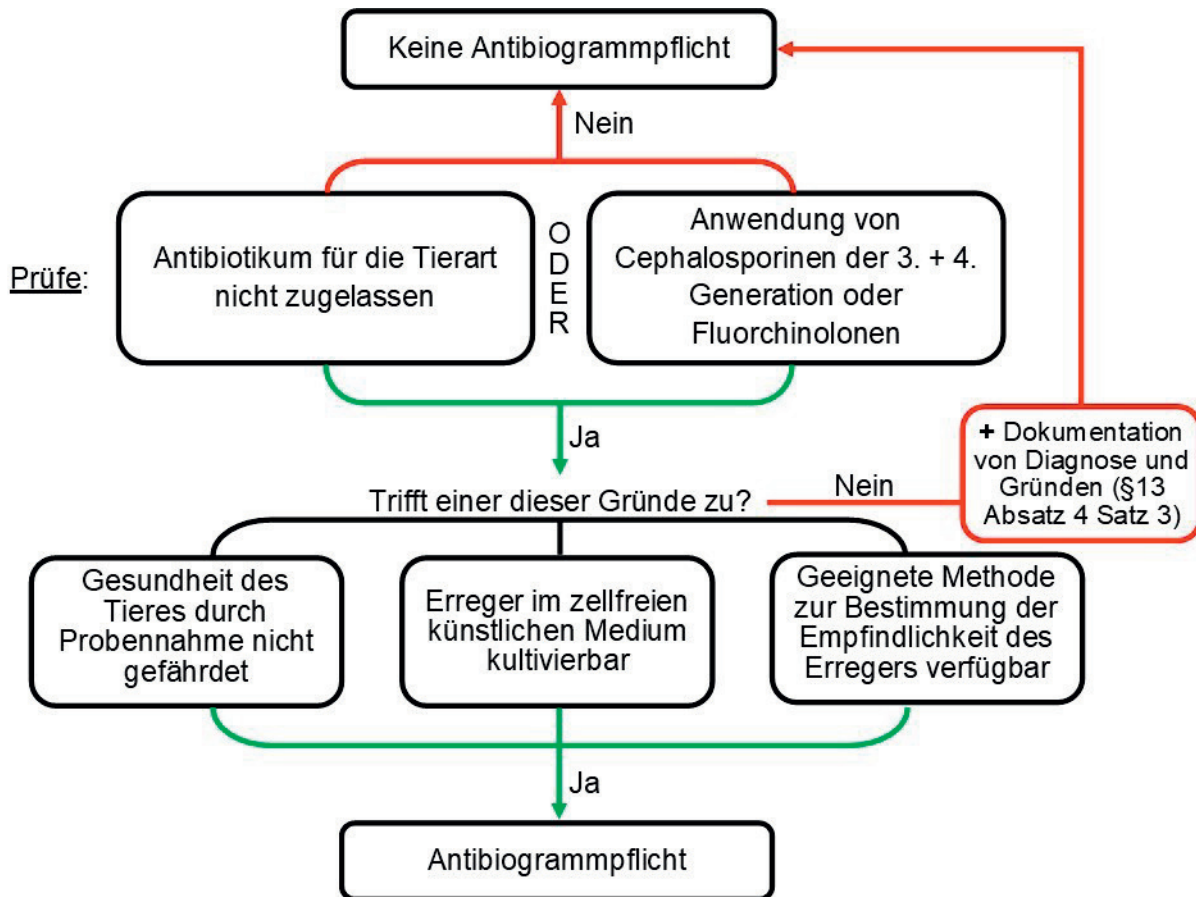 Keine Antibiogrammpflicht
Nein
Prüfe:
Antibiotikum für die Tierart
nicht zugelassen
ODER
Anwendung von
Cephalosporinen der 3. + 4.
Generation oder
Fluorchinolonen
Ja
Trifft einer dieser Gründe zu?
Nein
+ Dokumentation
von Diagnose und
Gründen (§13
Absatz 4 Satz 3)
Gesundheit des
Tieres durch
Probennahme nicht
gefährdet
Erreger im zellfreien
künstlichen Medium
kultivierbar
Geeignete Methode
zur Bestimmung der
Empfindlichkeit des
Erregers verfügbar
Ja
Antibiogrammpflicht